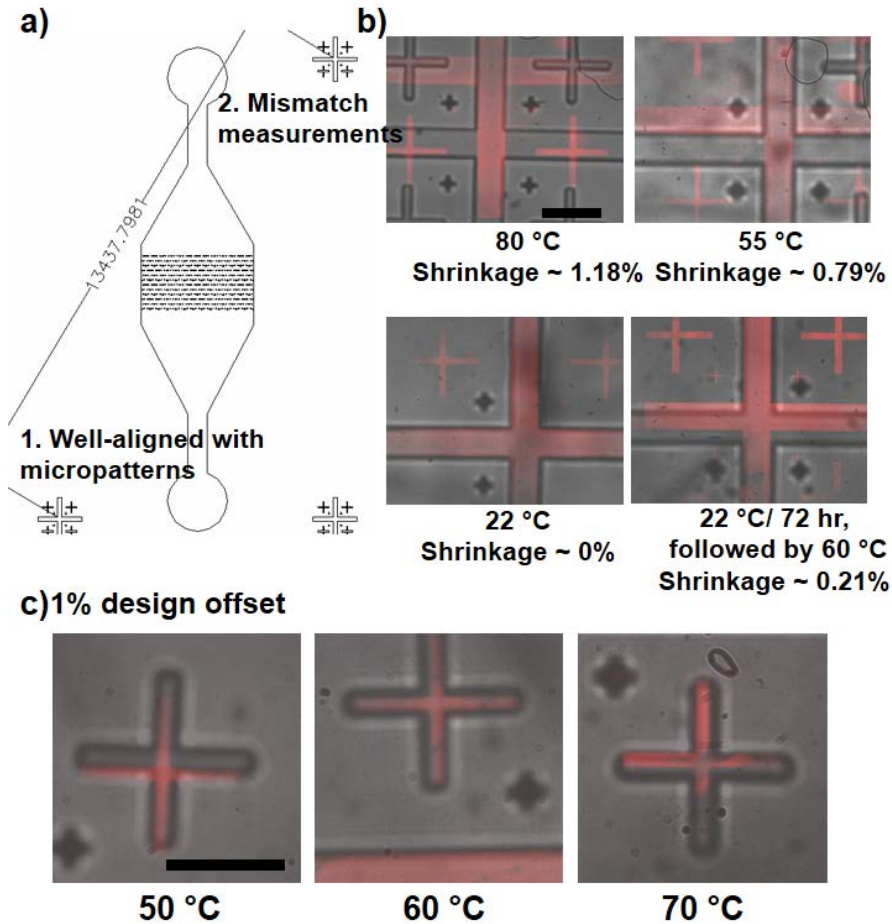 a)
2. Mismatch
measurements
13437.7981
1. Well-aligned with
micropatterns
b)
80 °C
Shrinkage ~ 1.18%
55 °C
Shrinkage ~ 0.79%
22 °C
Shrinkage ~ 0%
22 °C/ 72 hr,
followed by 60 °C
Shrinkage ~ 0.21%
c)1% design offset
50 °C
60 °C
70 °C